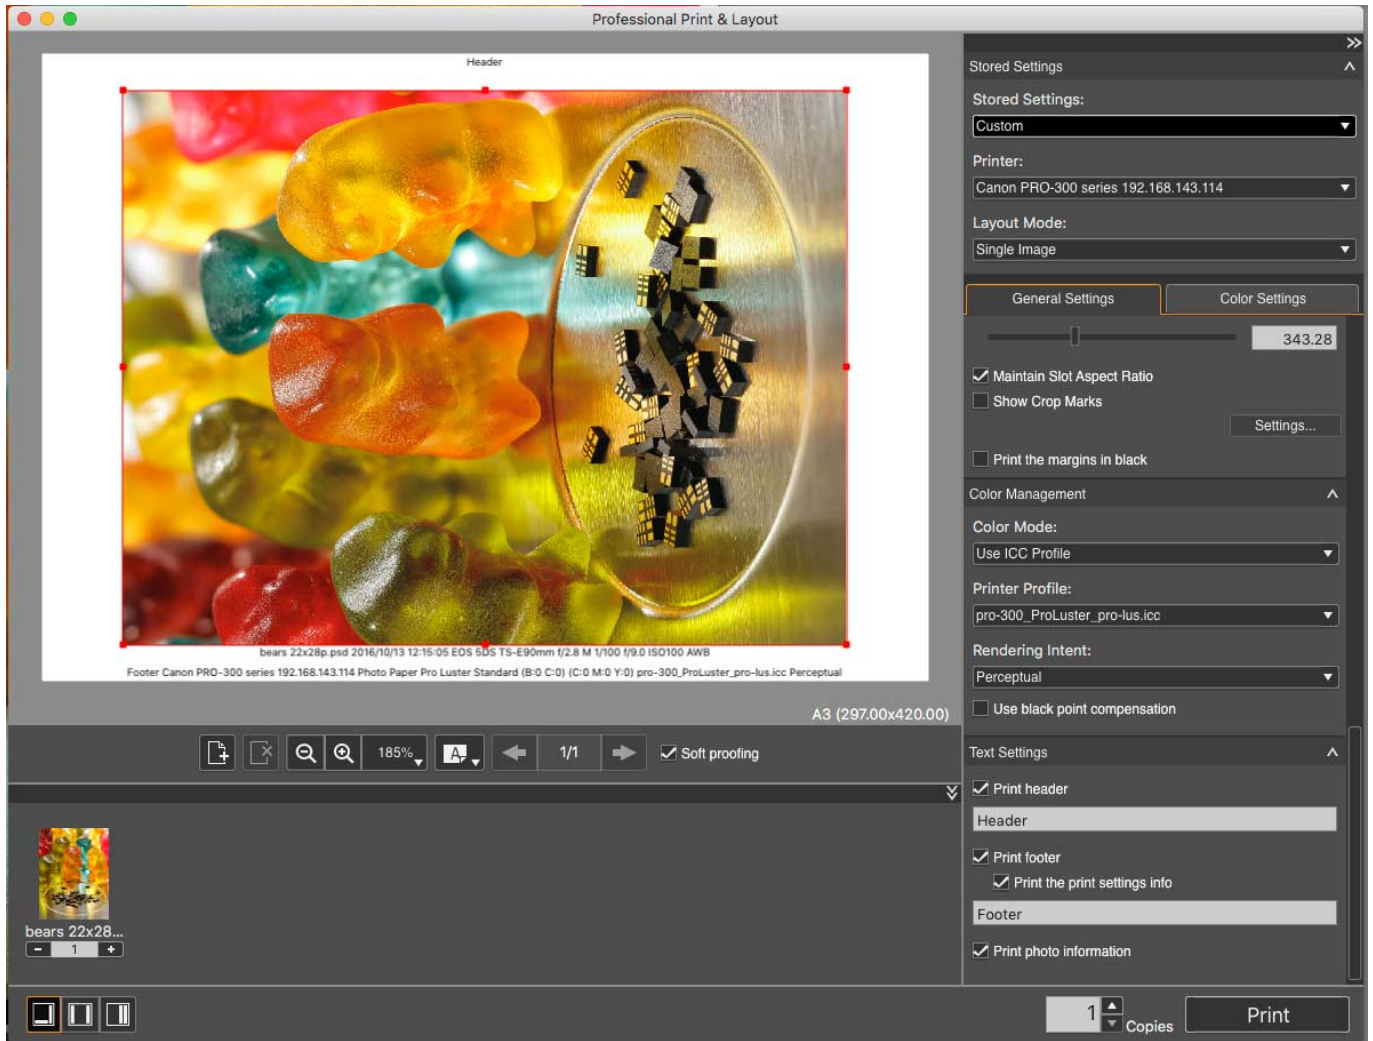 Professional Print & Layout
Header
bears 22x28p.psd 2016/10/13 12:15:05 EOS 5DS TS-E90mm f/2.8 M 1/100 f/9.0 ISO100 AWB
Footer Canon PRO-300 series 192.168.143.114 Photo Paper Pro Luster Standard (B:0 C:0) (C:0 M:0 Y:0) pro-300_ProLuster_pro-lus.icc Perceptual
A3 (297.00x420.00)
185%
A
1/1
Soft proofing
bears 22x28...
- 1 +
Stored Settings
Stored Settings:
Custom
Printer:
Canon PRO-300 series 192.168.143.114
Layout Mode:
Single Image
General Settings
Color Settings
343.28
Maintain Slot Aspect Ratio
Show Crop Marks
Settings...
Print the margins in black
Color Management
Color Mode:
Use ICC Profile
Printer Profile:
pro-300_ProLuster_pro-lus.icc
Rendering Intent:
Perceptual
Use black point compensation
Text Settings
Print header
Header
Print footer
Print the print settings info
Footer
Print photo information
1 Copies
Print